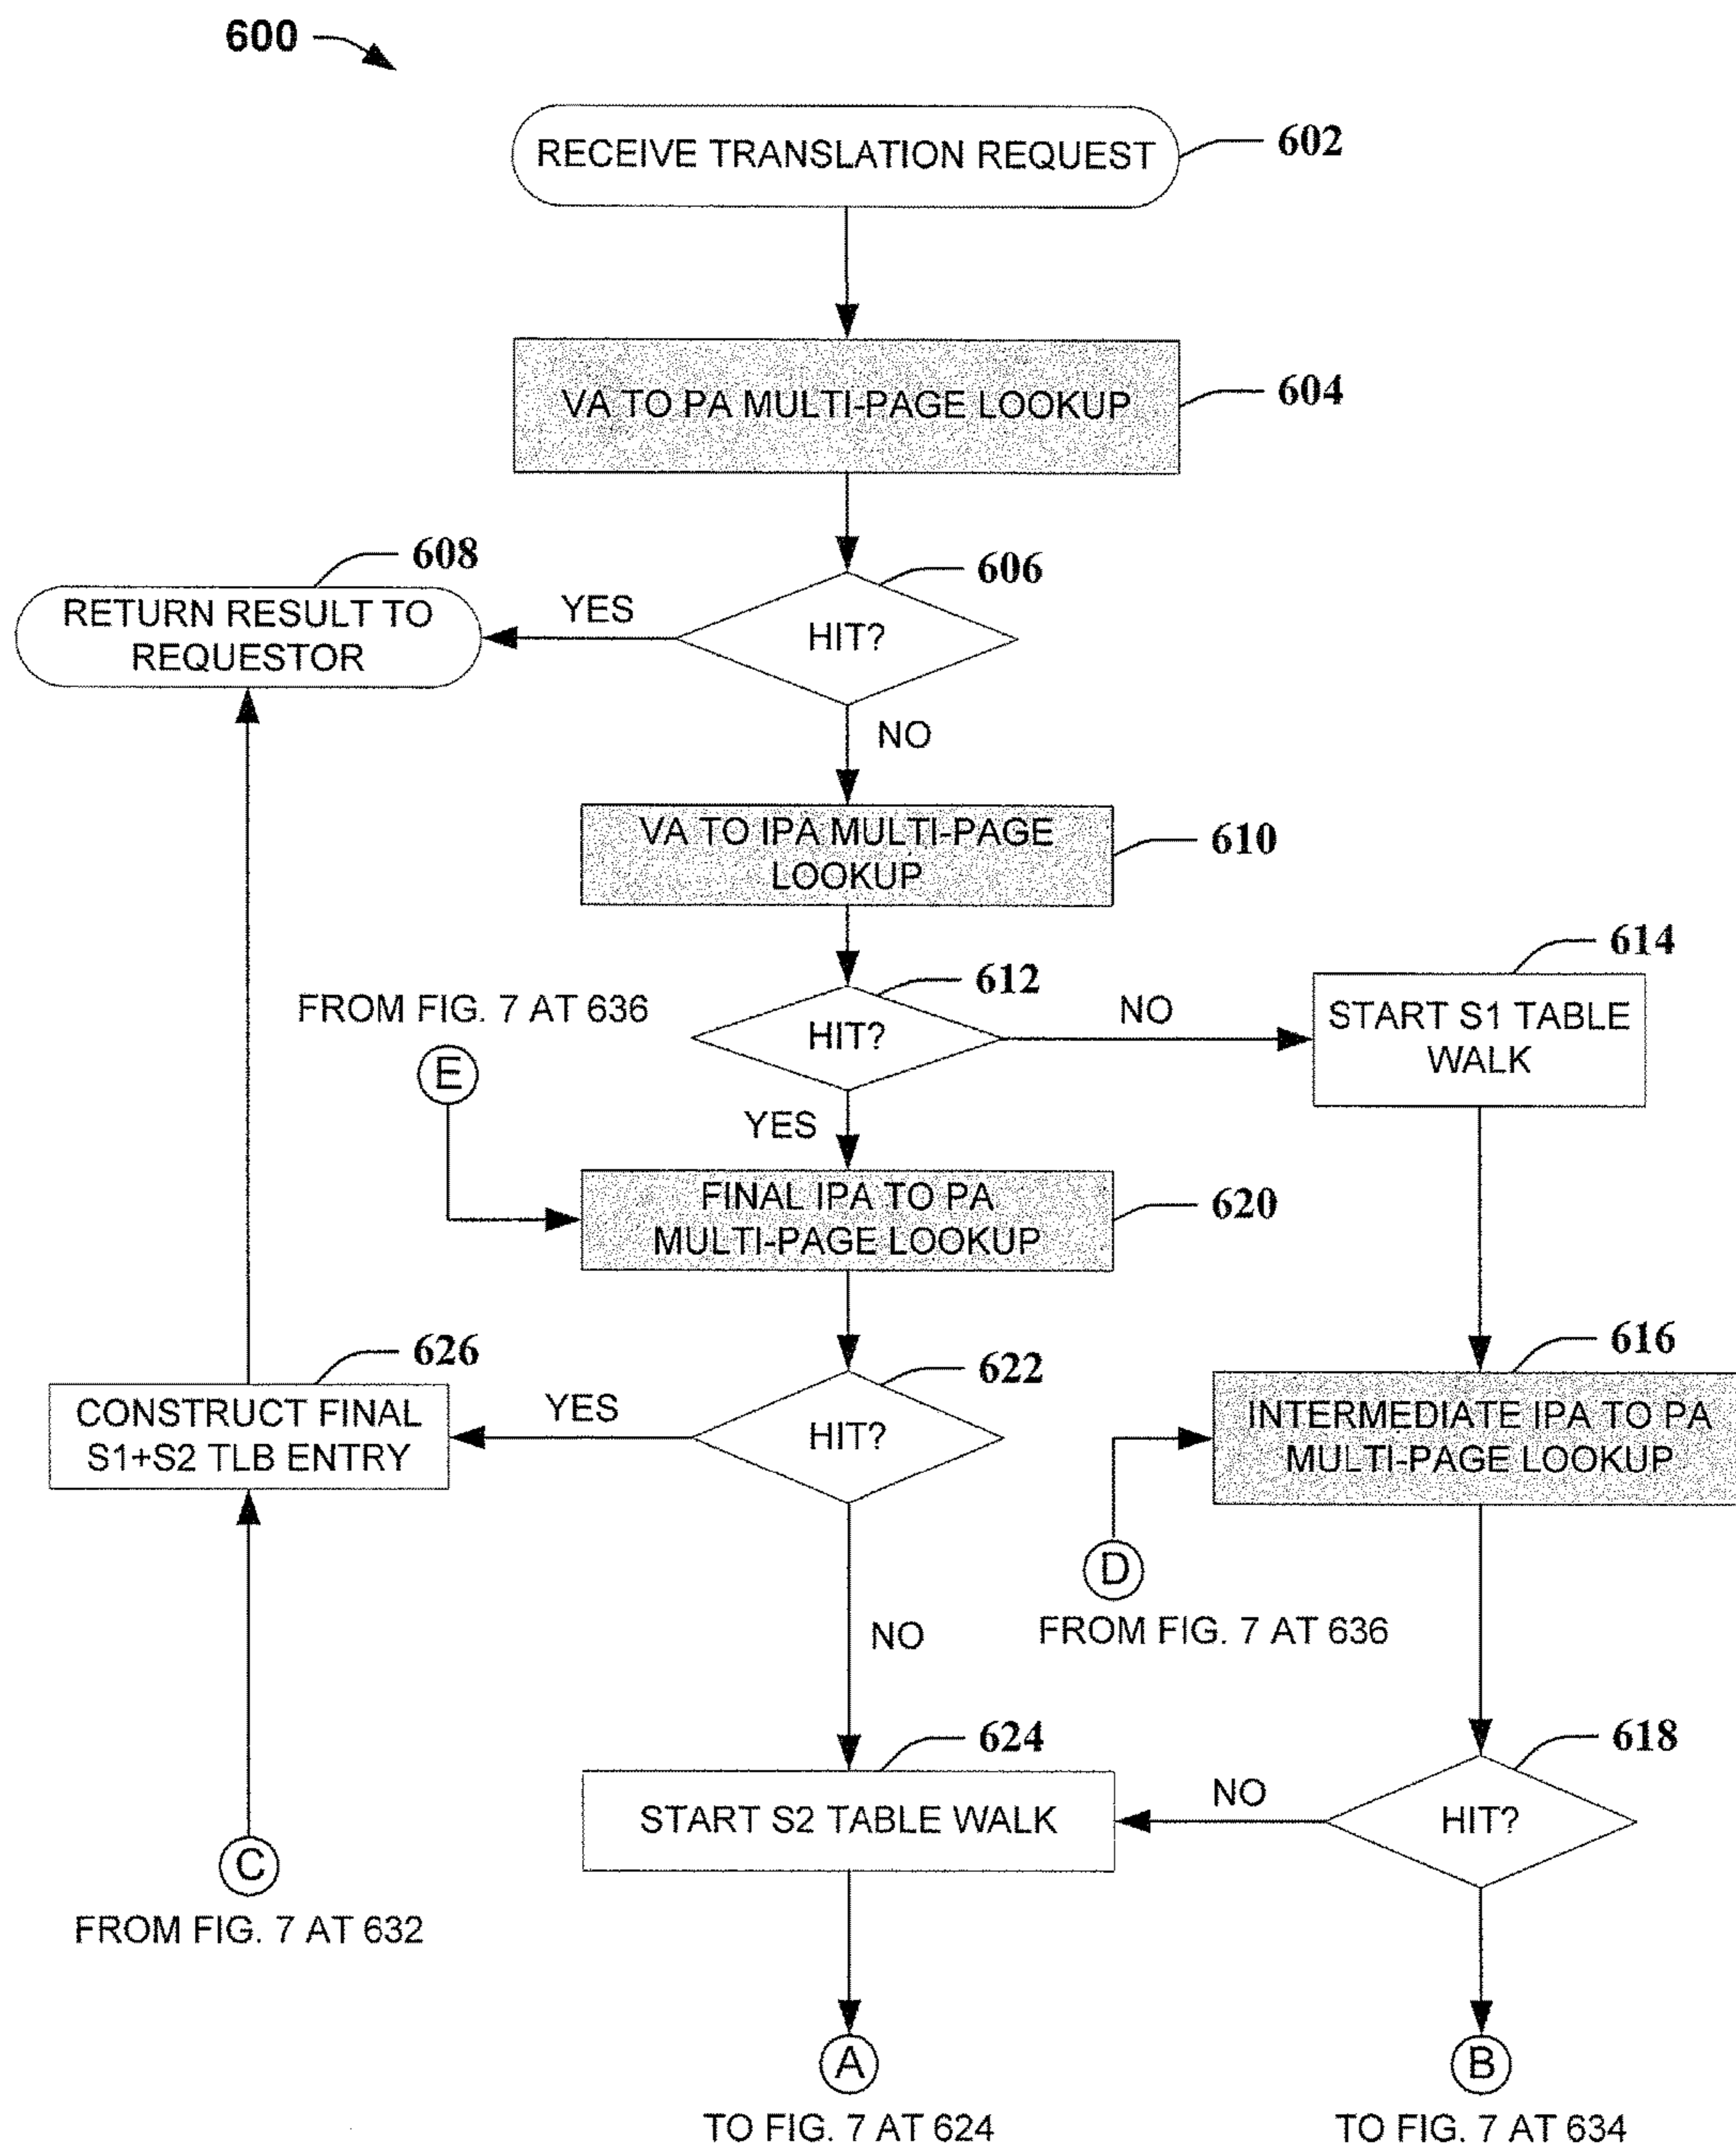 600
RECEIVE TRANSLATION REQUEST
602
VA TO PA MULTI-PAGE LOOKUP
604
606
HIT?
YES
608
RETURN RESULT TO
REQUESTOR
NO
VA TO IPA MULTI-PAGE
LOOKUP
610
612
HIT?
NO
614
START S1 TABLE
WALK
FROM FIG. 7 AT 636
E
YES
FINAL IPA TO PA
MULTI-PAGE LOOKUP
620
622
HIT?
YES
626
CONSTRUCT FINAL
S1+S2 TLB ENTRY
616
INTERMEDIATE IPA TO PA
MULTI-PAGE LOOKUP
D
FROM FIG. 7 AT 636
NO
624
START S2 TABLE WALK
NO
618
HIT?
C
FROM FIG. 7 AT 632
A
TO FIG. 7 AT 624
B
TO FIG. 7 AT 634